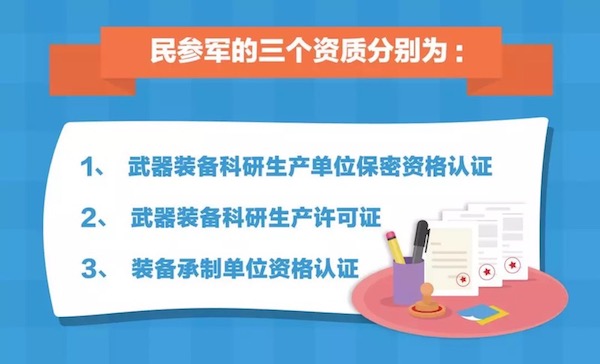 民参军的三个资质分别为：
1、 武器装备科研生产单位保密资格认证
2、 武器装备科研生产许可证
3、 装备承制单位资格认证